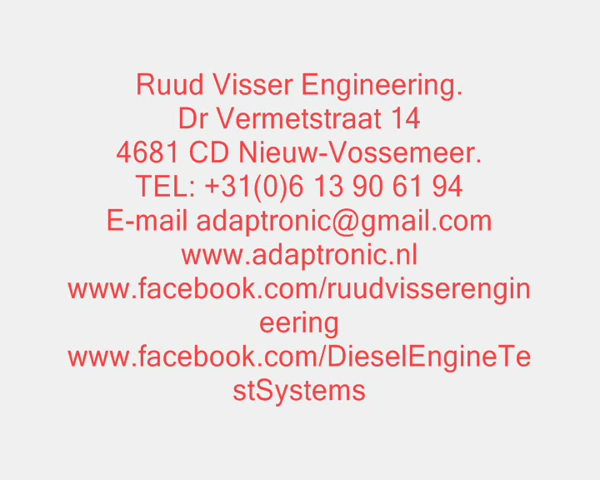 Ruud Visser Engineering.
Dr Vermetstraat 14
4681 CD Nieuw-Vossemeer.
TEL: +31(0)6 13 90 61 94
E-mail adaptronic@gmail.com
www.adaptronic.nl
www.facebook.com/ruudvisserengin
eering
www.facebook.com/DieselEngineTe
stSystems